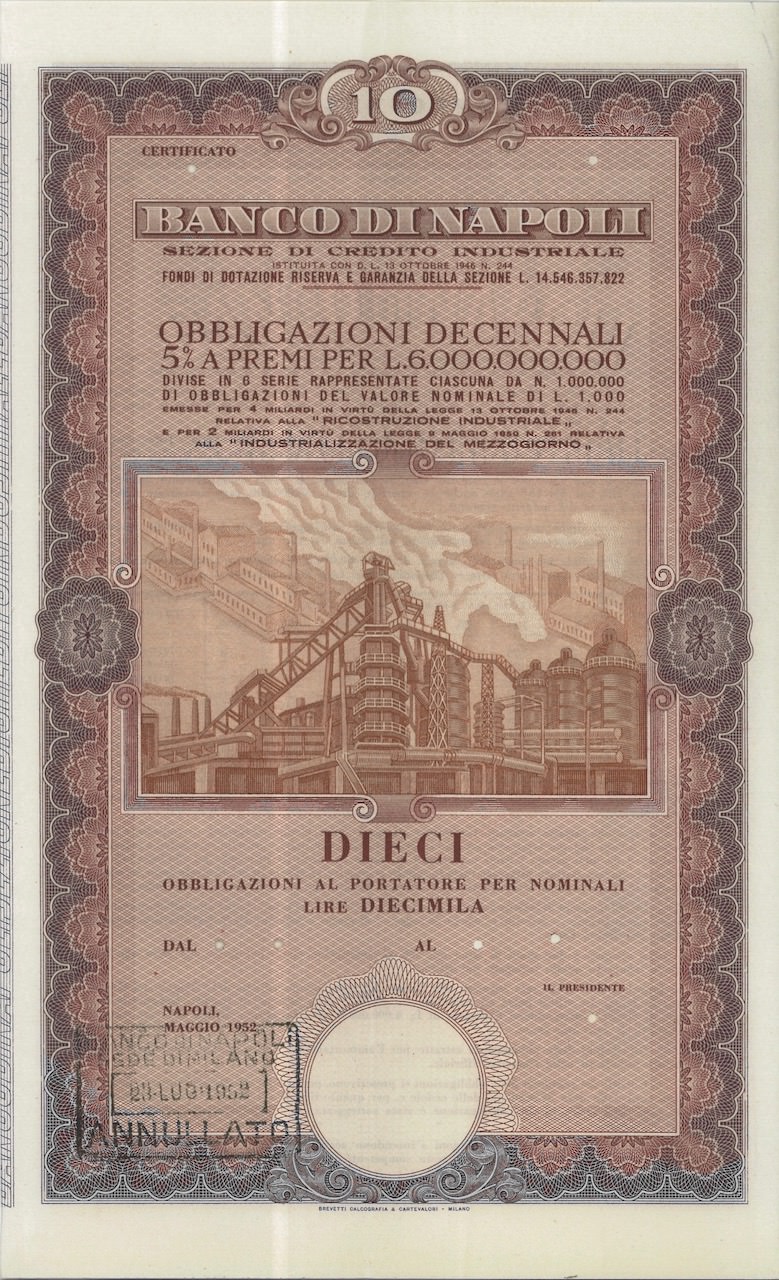 10
CERTIFICATO
BANCO DI NAPOLI
SEZIONE DI CREDITO INDUSTRIALE
ISTITUITA CON D. L. 13 OTTOBRE 1946 N. 244
FONDI DI DOTAZIONE RISERVA E GARANZIA DELLA SEZIONE L. 14.546.357.822
OBBLIGAZIONI DECENNALI
5% A PREMI PER L.6.000.000.000
DIVISE IN 6 SERIE RAPPRESENTATE CIASCUNA DA N. 1.000.000
DI OBBLIGAZIONI DEL VALORE NOMINALE DI L. 1.000
EMESSE PER 4 MILIARDI IN VIRTÙ DELLA LEGGE 13 OTTOBRE 1946 N. 244
RELATIVA ALLA "RICOSTRUZIONE INDUSTRIALE„
E PER 2 MILIARDI IN VIRTÙ DELLA LEGGE 9 MAGGIO 1950 N. 261 RELATIVA
ALLA "INDUSTRIALIZZAZIONE DEL MEZZOGIORNO„
DIECI
OBBLIGAZIONI AL PORTATORE PER NOMINALI
LIRE DIECIMILA
DAL AL
IL PRESIDENTE
NAPOLI,
MAGGIO 1952
BANCO DI NAPOLI
SEDE DI MILANO
23 LUG 1952
ANNULLATO
BREVETTI CALCOGRAFIA & CARTEVALORI - MILANO